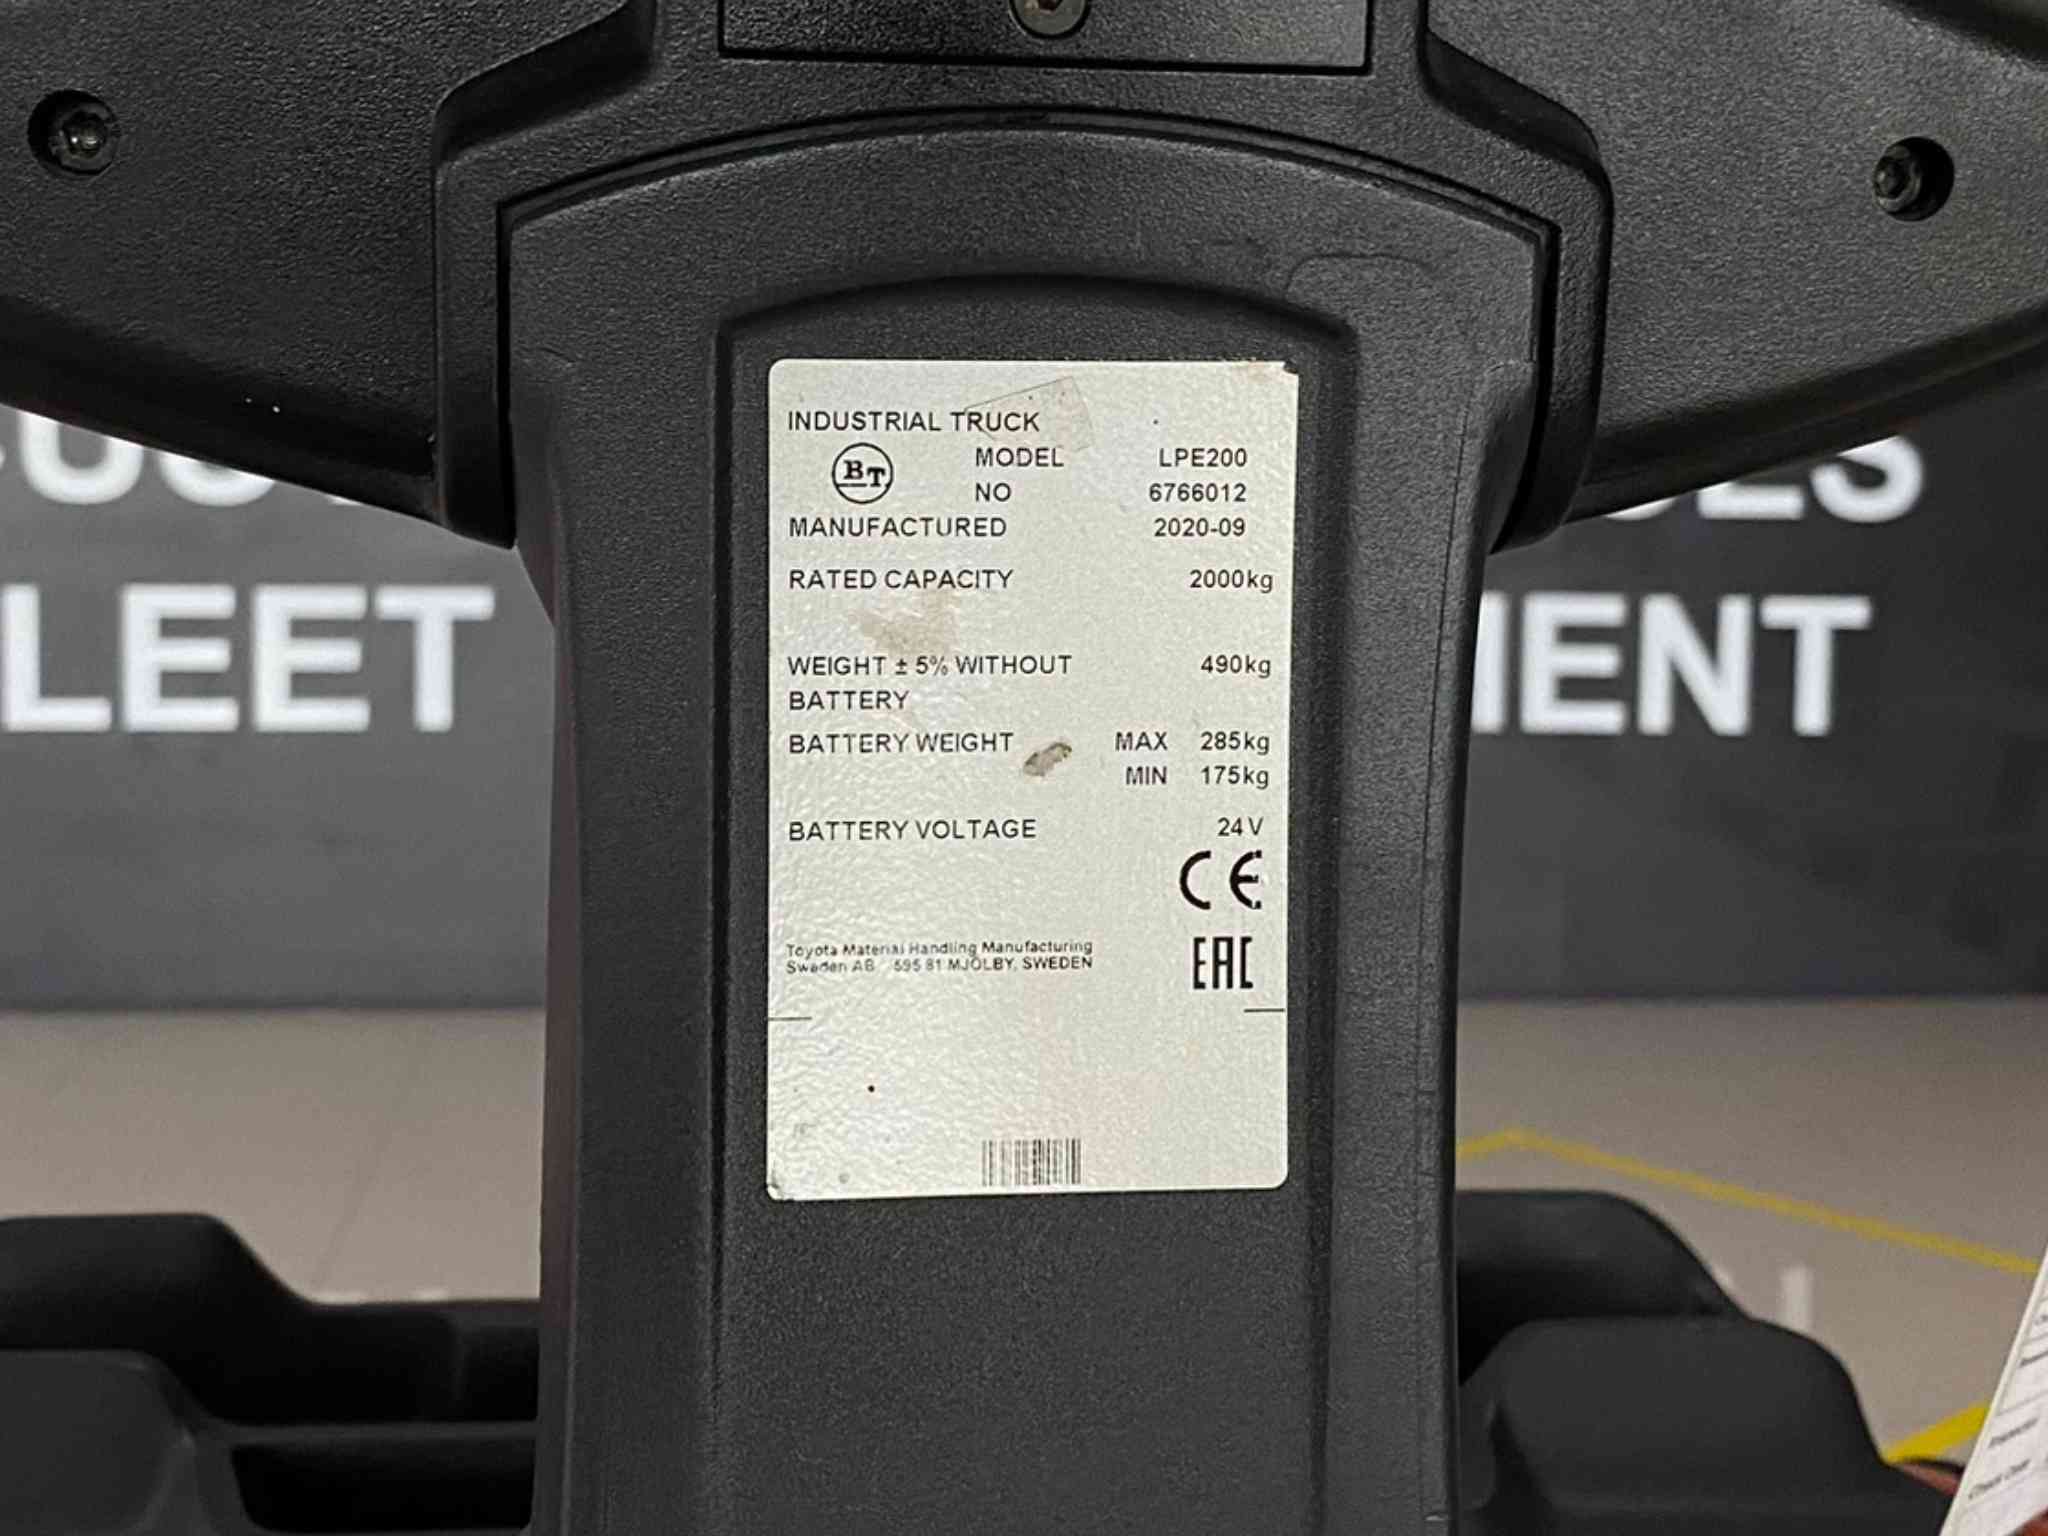 INDUSTRIAL TRUCK
BT
MODEL LPE200
NO 6766012
MANUFACTURED 2020-09
RATED CAPACITY 2000kg
WEIGHT ± 5% WITHOUT 490kg
BATTERY
BATTERY WEIGHT MAX 285kg
MIN 175kg
BATTERY VOLTAGE 24V
CE
EAC
Toyota Material Handling Manufacturing
Sweden AB 595 81 MJÖLBY, SWEDEN